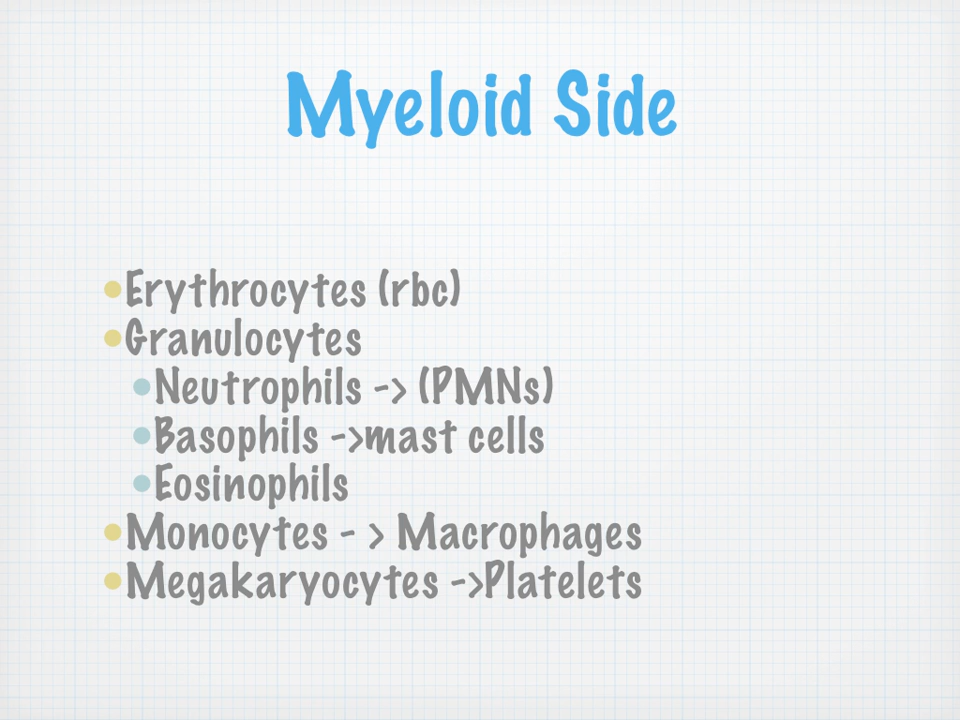 Myeloid Side
•Erythrocytes (rbc)
•Granulocytes
•Neutrophils -> (PMNs)
•Basophils ->mast cells
•Eosinophils
•Monocytes - > Macrophages
•Megakaryocytes ->Platelets